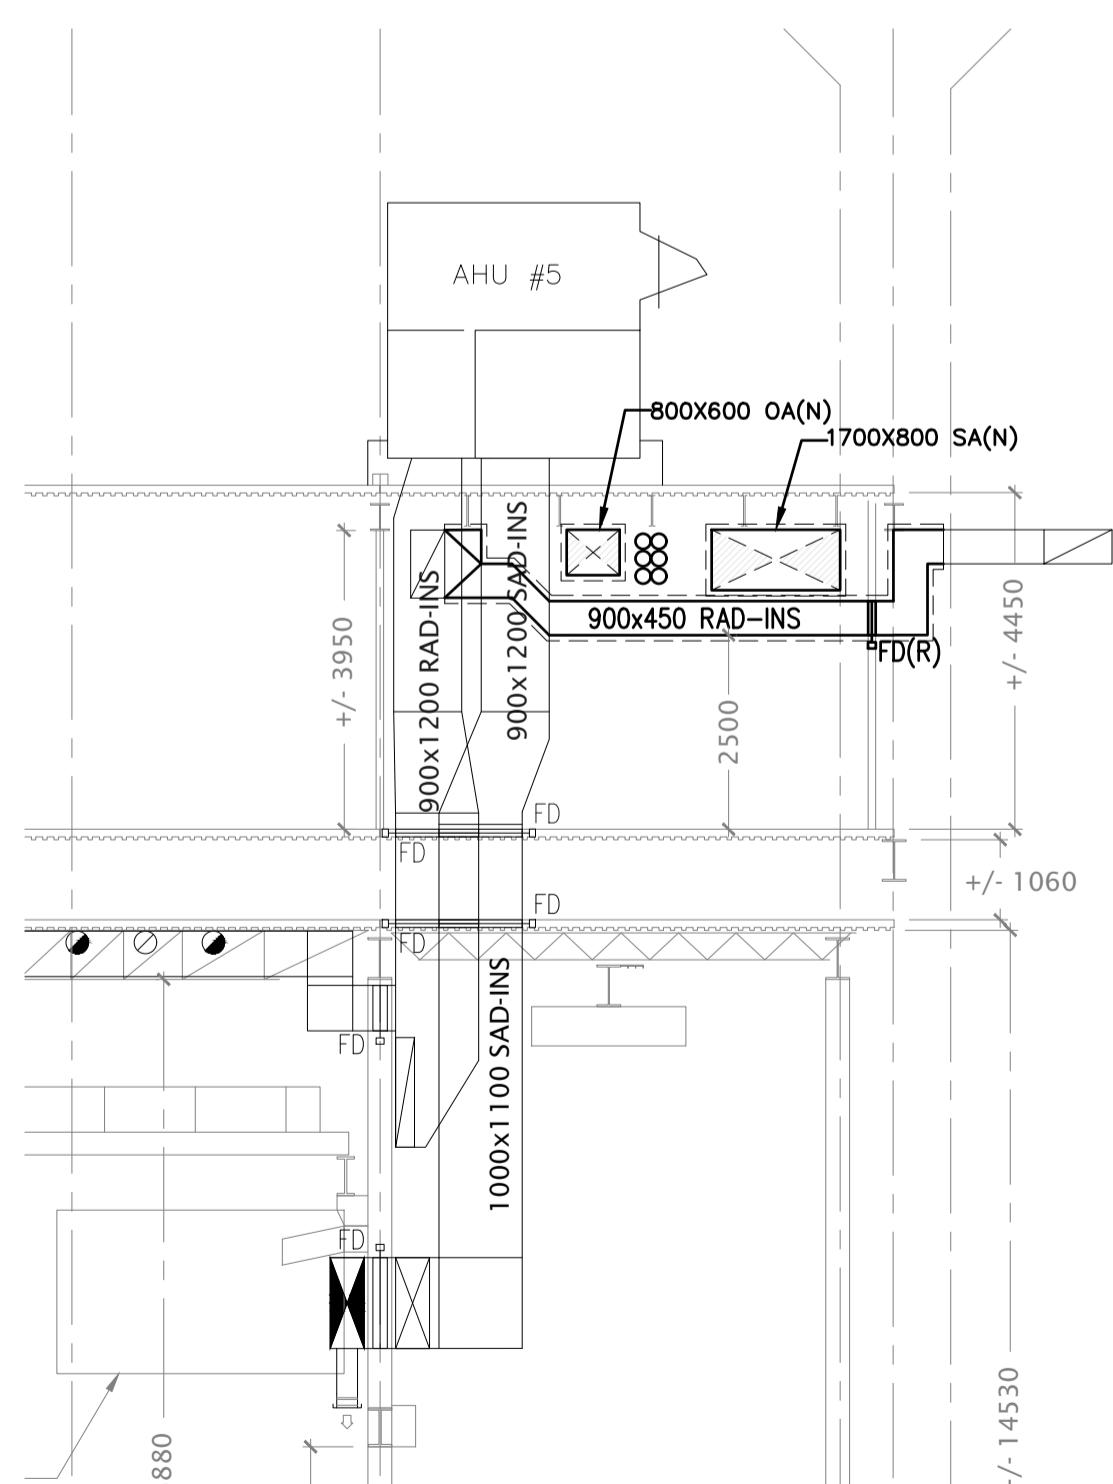 AHU #5
800X600 OA(N)
1700X800 SA(N)
900x1200 SAD-INS
900x1200 RAD-INS
900x450 RAD-INS
FD(R)
+/- 3950
+/- 4450
2500
FD
FD
+/- 1060
FD
FD
1000x1100 SAD-INS
FD
FD
880
+/- 14530